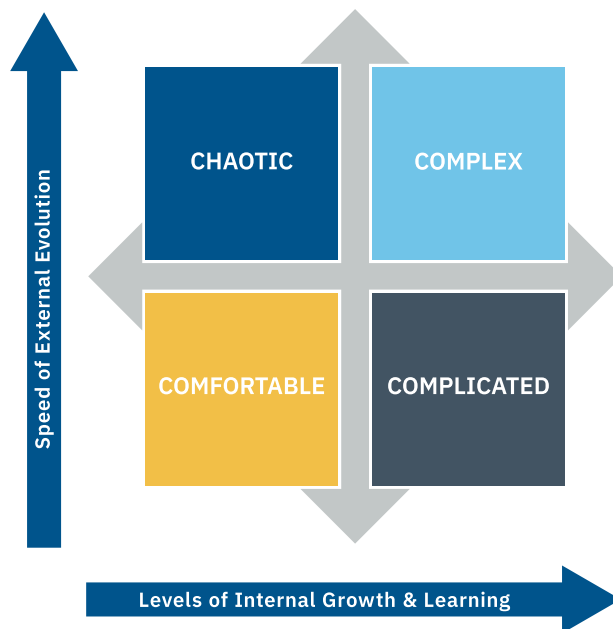 CHAOTIC
COMPLEX
Speed of External Evolution
COMFORTABLE
COMPLICATED
Levels of Internal Growth & Learning